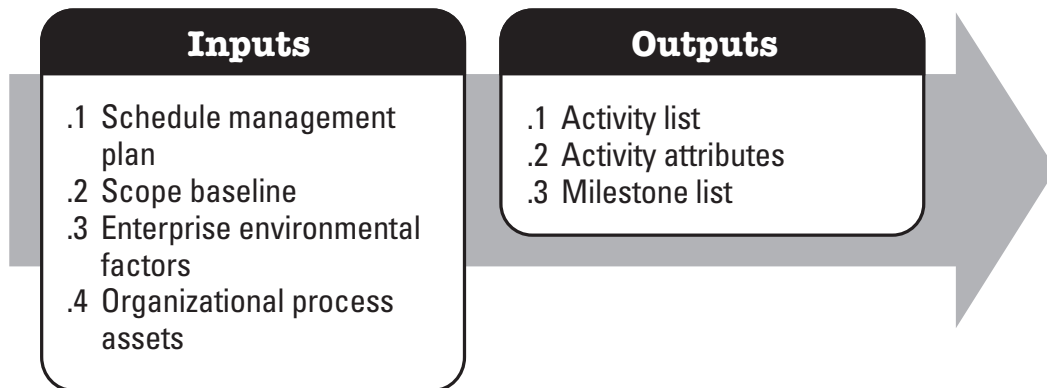 Inputs
.1 Schedule management
plan
.2 Scope baseline
.3 Enterprise environmental
factors
.4 Organizational process
assets
Outputs
.1 Activity list
.2 Activity attributes
.3 Milestone list